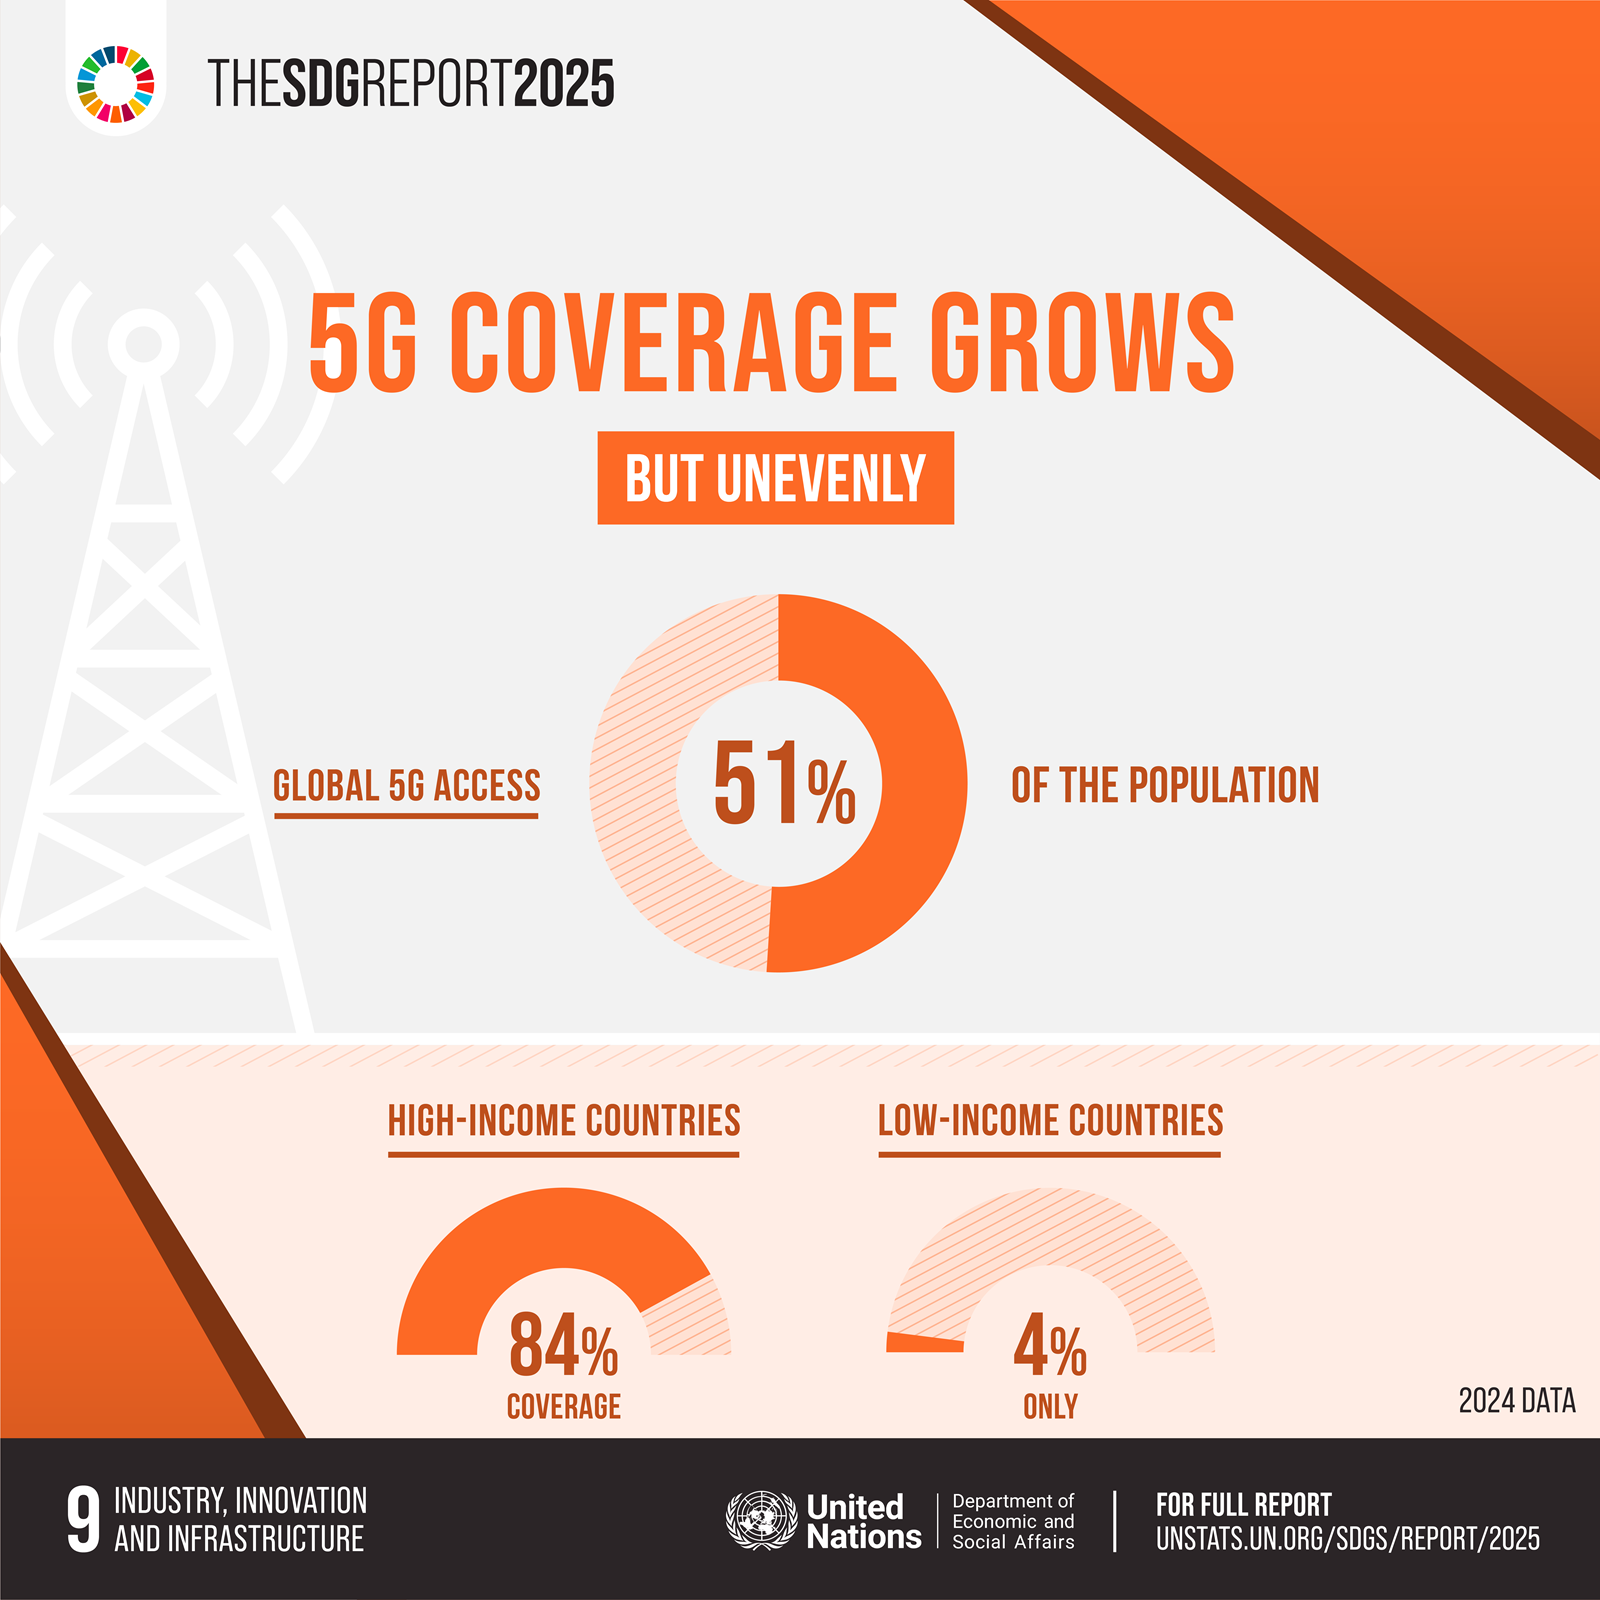 THESDGREPORT2025
5G COVERAGE GROWS
BUT UNEVENLY
GLOBAL 5G ACCESS
51%
OF THE POPULATION
HIGH-INCOME COUNTRIES
84%
COVERAGE
LOW-INCOME COUNTRIES
4%
ONLY
2024 DATA
9 INDUSTRY, INNOVATION
AND INFRASTRUCTURE
United
Nations
Department of
Economic and
Social Affairs
FOR FULL REPORT
UNSTATS.UN.ORG/SDGS/REPORT/2025